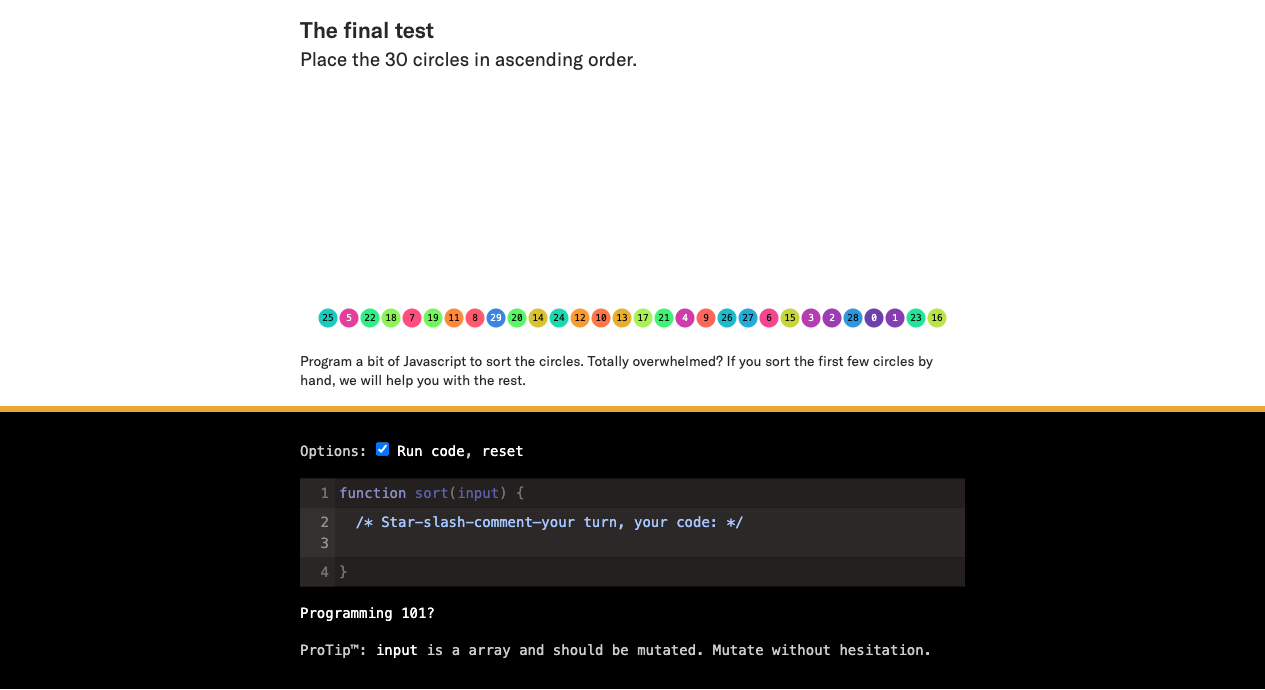 The final test
Place the 30 circles in ascending order.
25 5 22 18 7 19 11 8 29 20 14 24 12 10 13 17 21 4 9 26 27 6 15 3 2 28 0 1 23 16
Program a bit of Javascript to sort the circles. Totally overwhelmed? If you sort the first few circles by
hand, we will help you with the rest.
Options: Run code, reset
1 function sort(input) {
2 /* Star-slash-comment-your turn, your code: */
3
4 }
Programming 101?
ProTip™: input is a array and should be mutated. Mutate without hesitation.